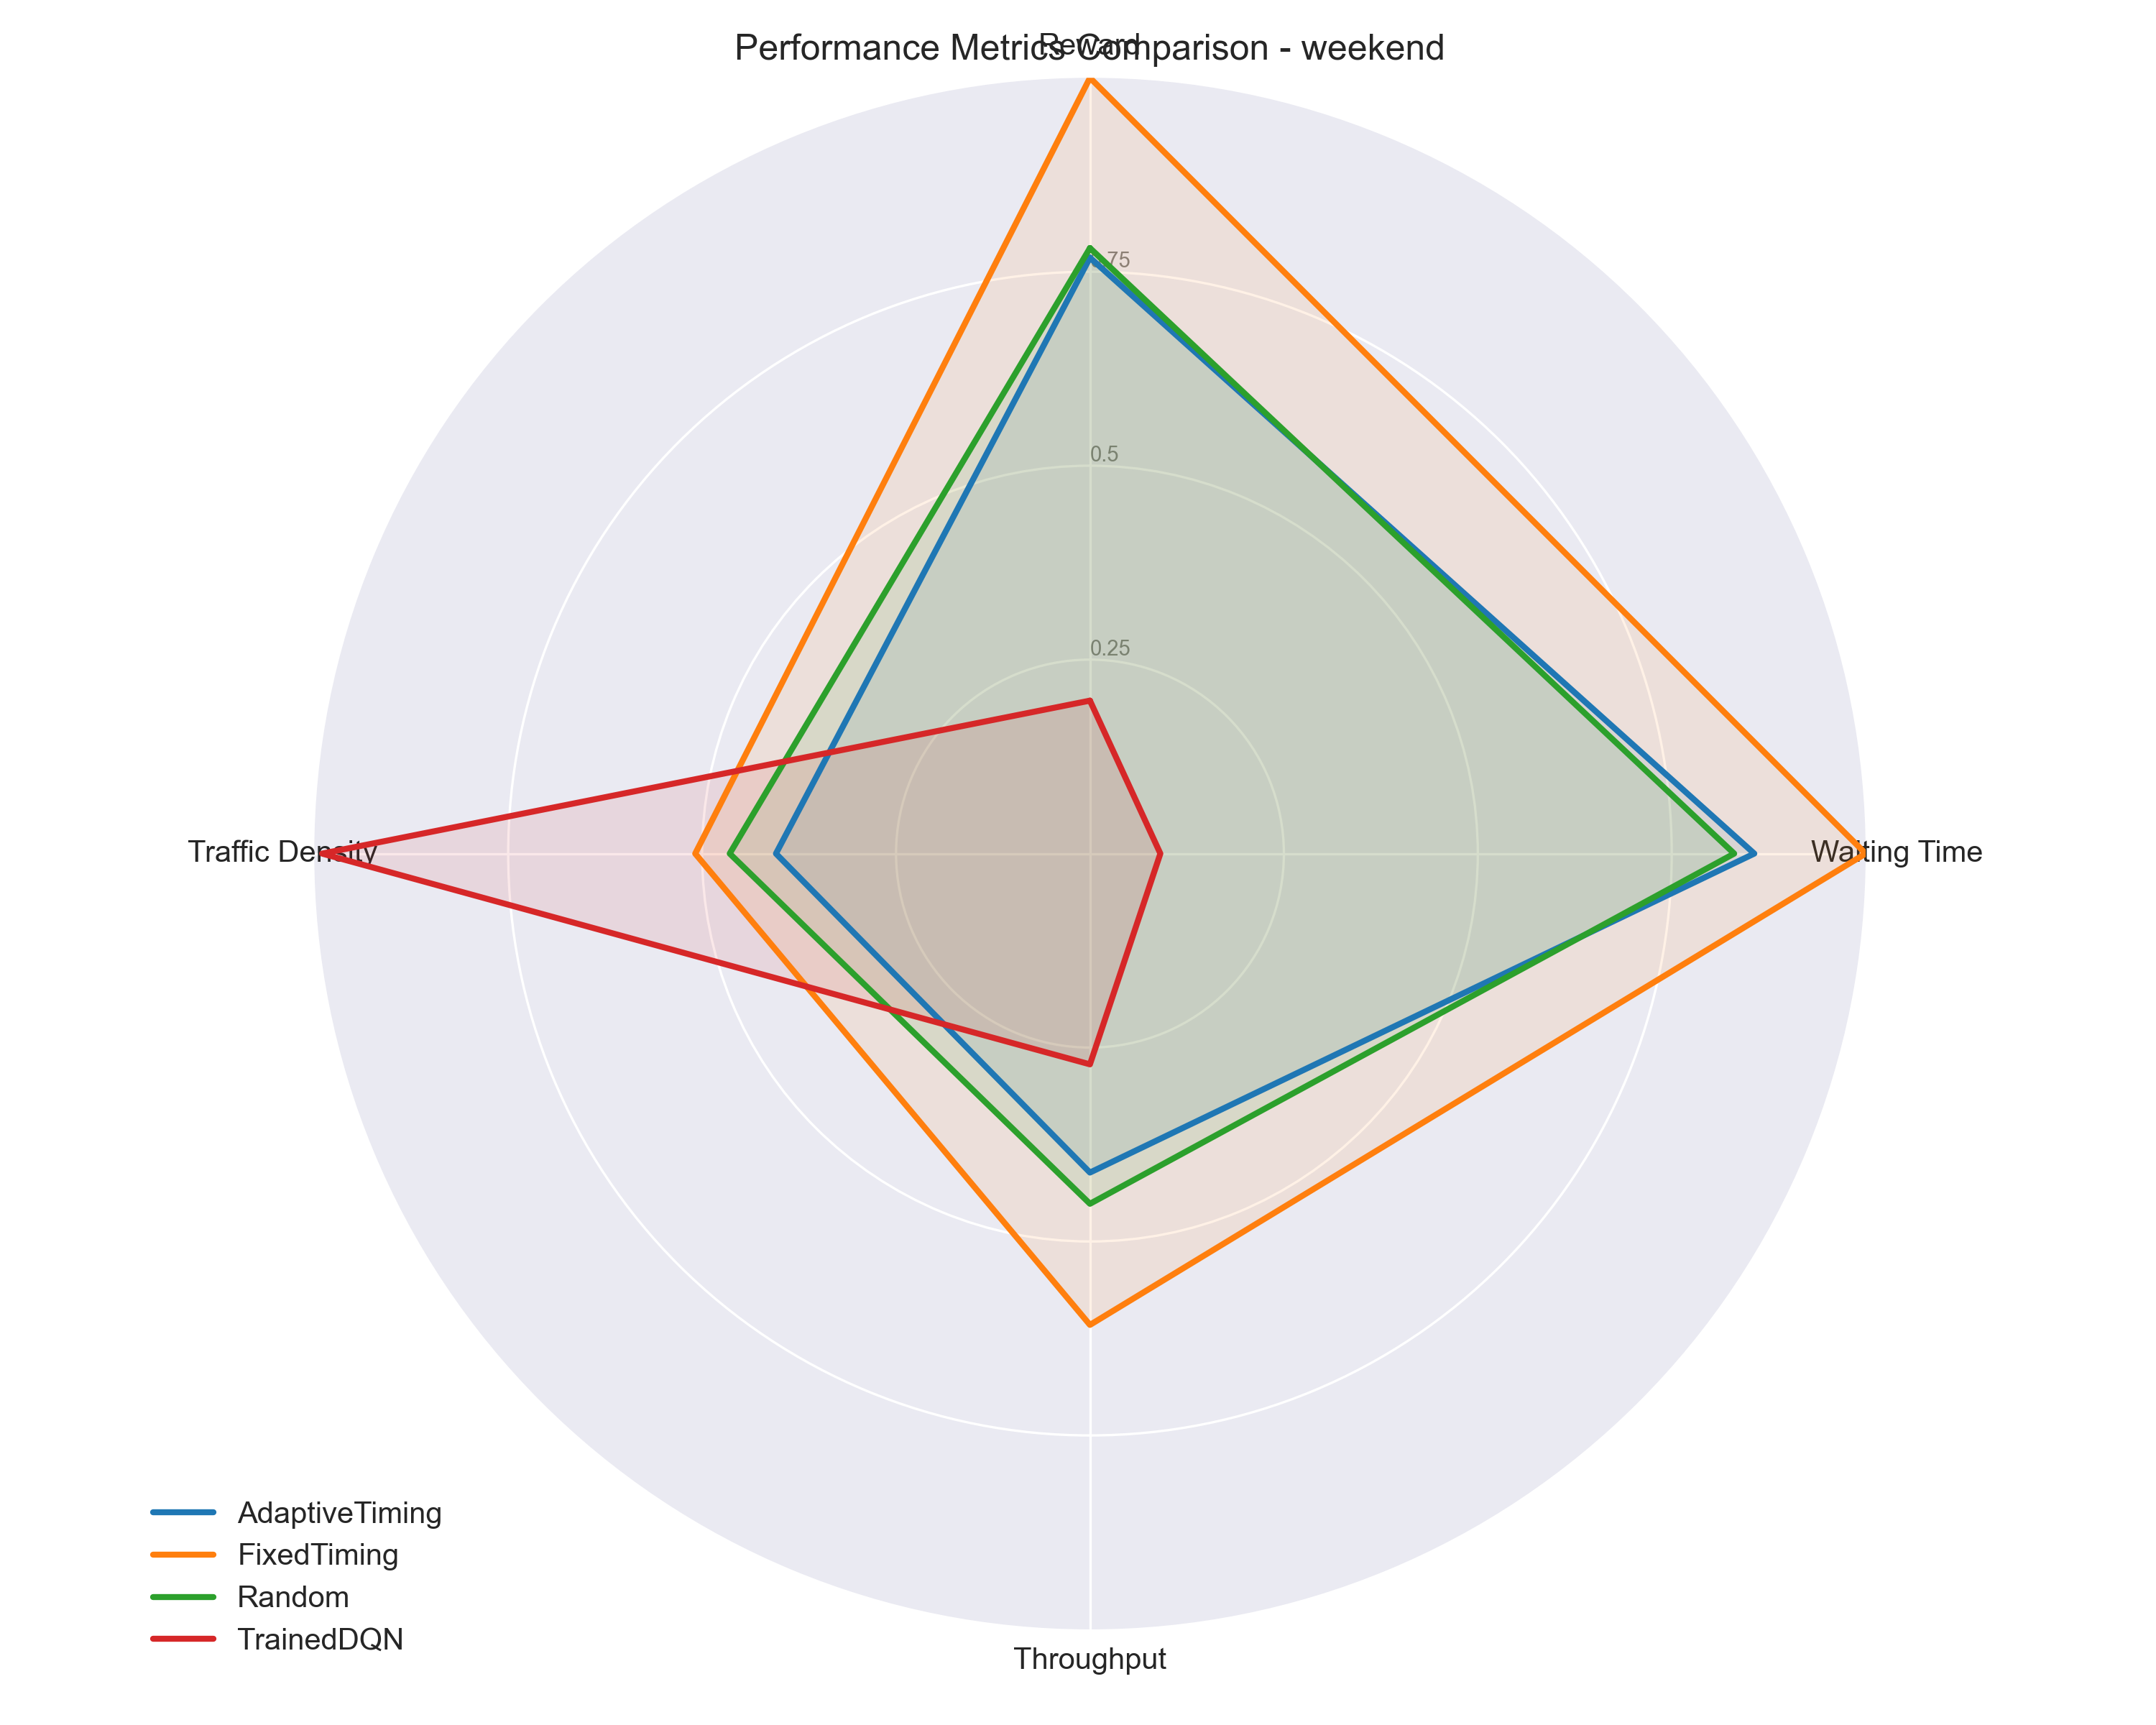 Performance Metrics Comparison - weekend
Reward
.75
0.5
0.25
Traffic Density
Waiting Time
AdaptiveTiming
FixedTiming
Random
TrainedDQN
Throughput